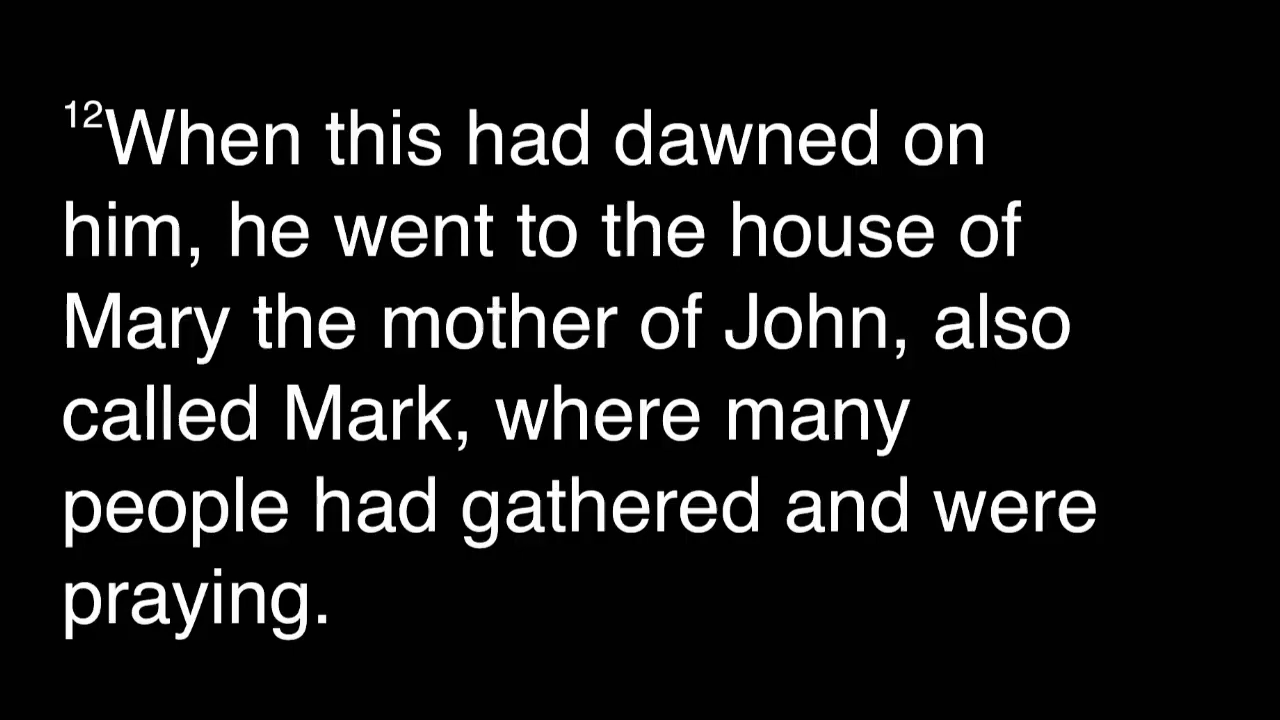 12When this had dawned on
him, he went to the house of
Mary the mother of John, also
called Mark, where many
people had gathered and were
praying.